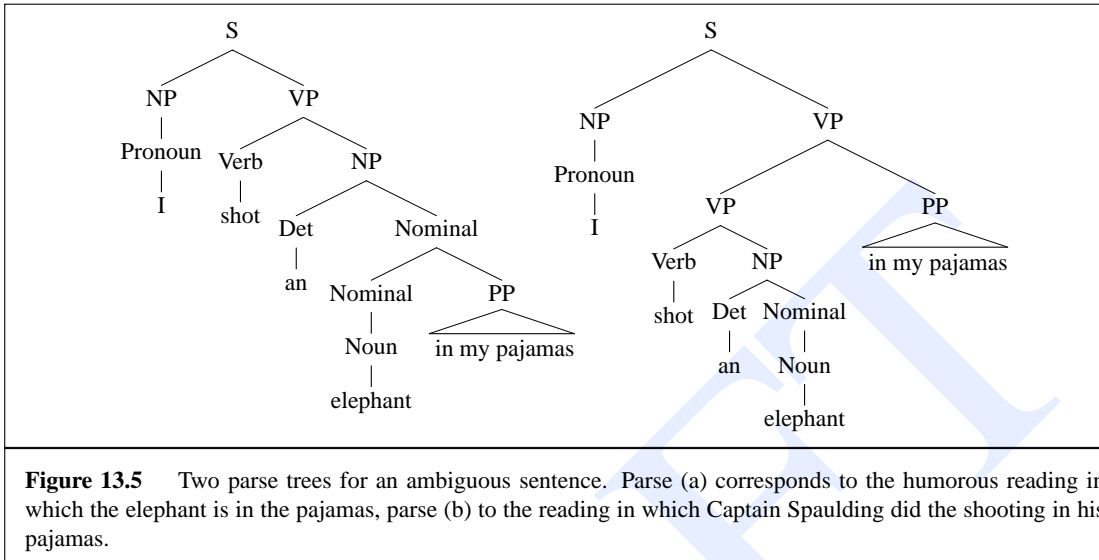 S S
NP VP NP VP
Pronoun Verb NP Pronoun VP PP
I shot Det Nominal I Verb NP in my pajamas
an Nominal PP shot Det Nominal
Noun in my pajamas an Noun
elephant elephant
Figure 13.5 Two parse trees for an ambiguous sentence. Parse (a) corresponds to the humorous reading in
which the elephant is in the pajamas, parse (b) to the reading in which Captain Spaulding did the shooting in his
pajamas.
FT